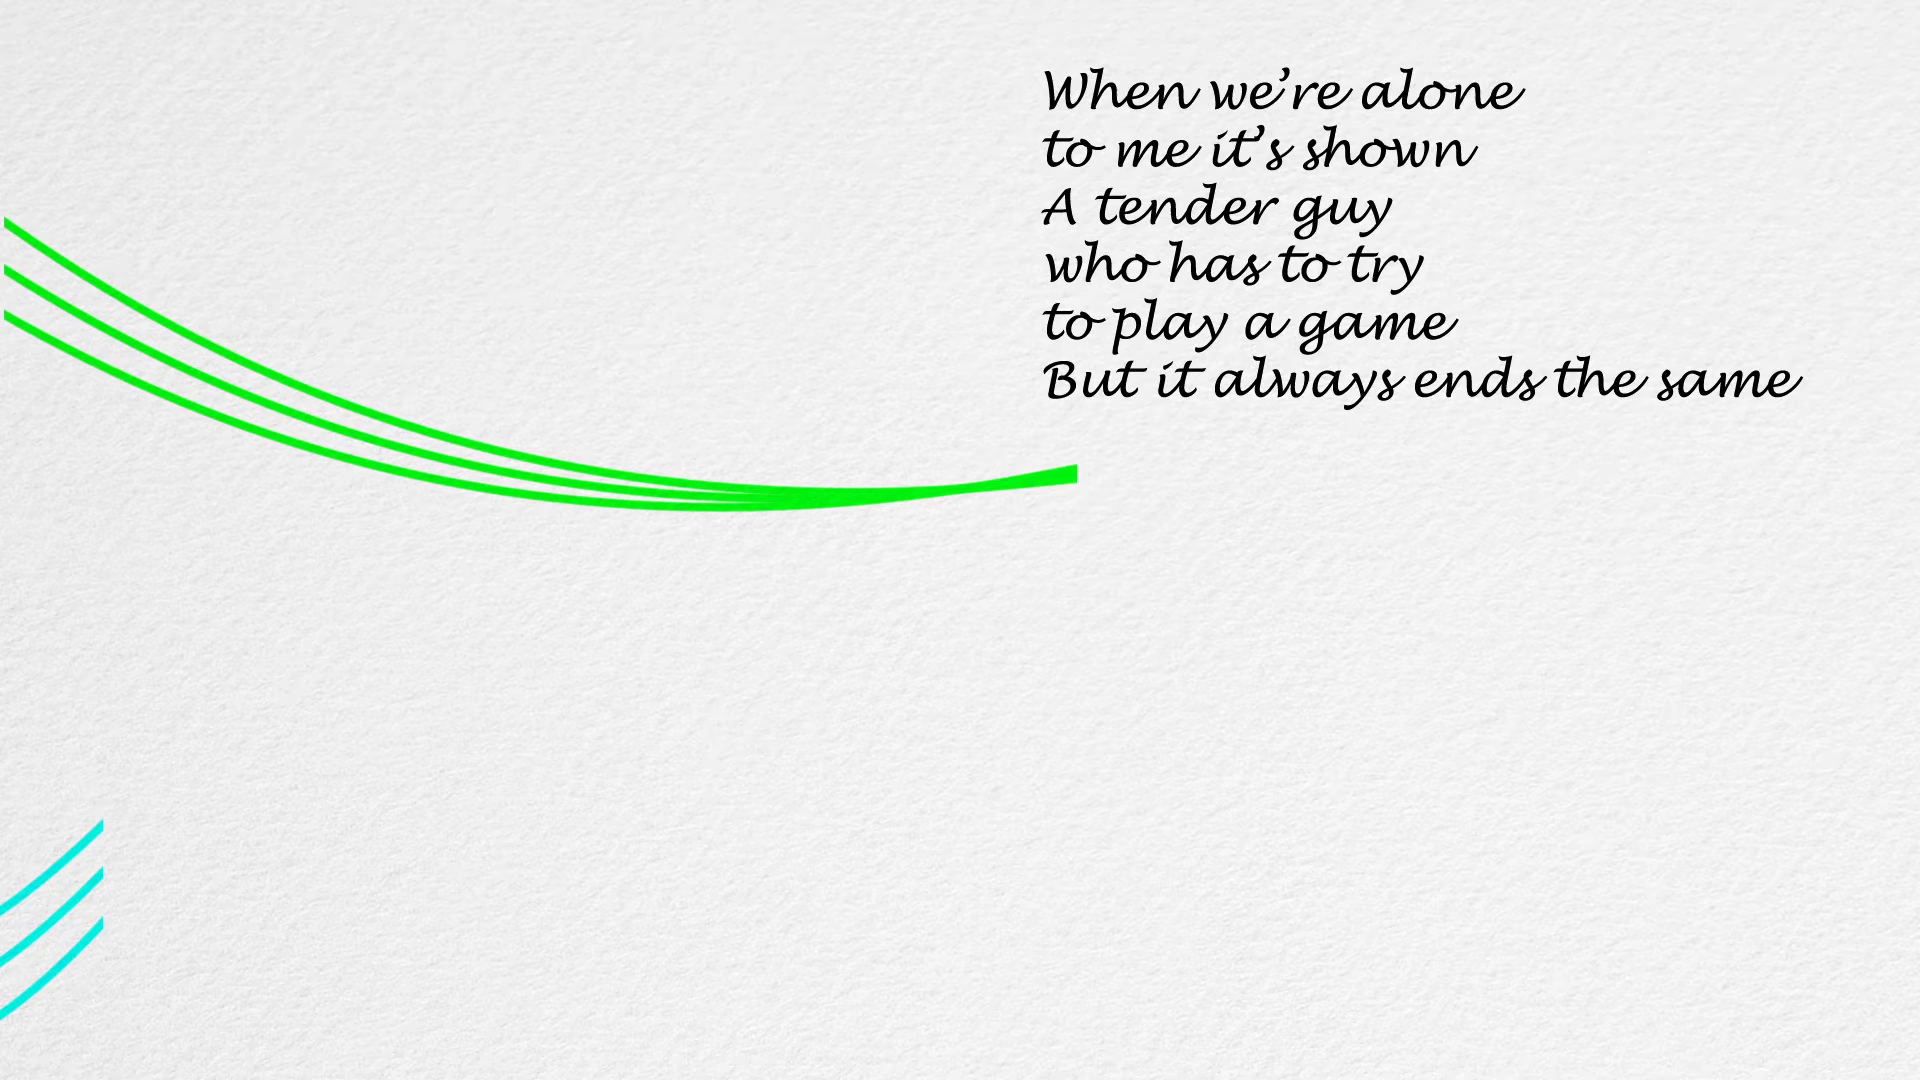 When we’re alone
to me it’s shown
A tender guy
who has to try
to play a game
But it always ends the same